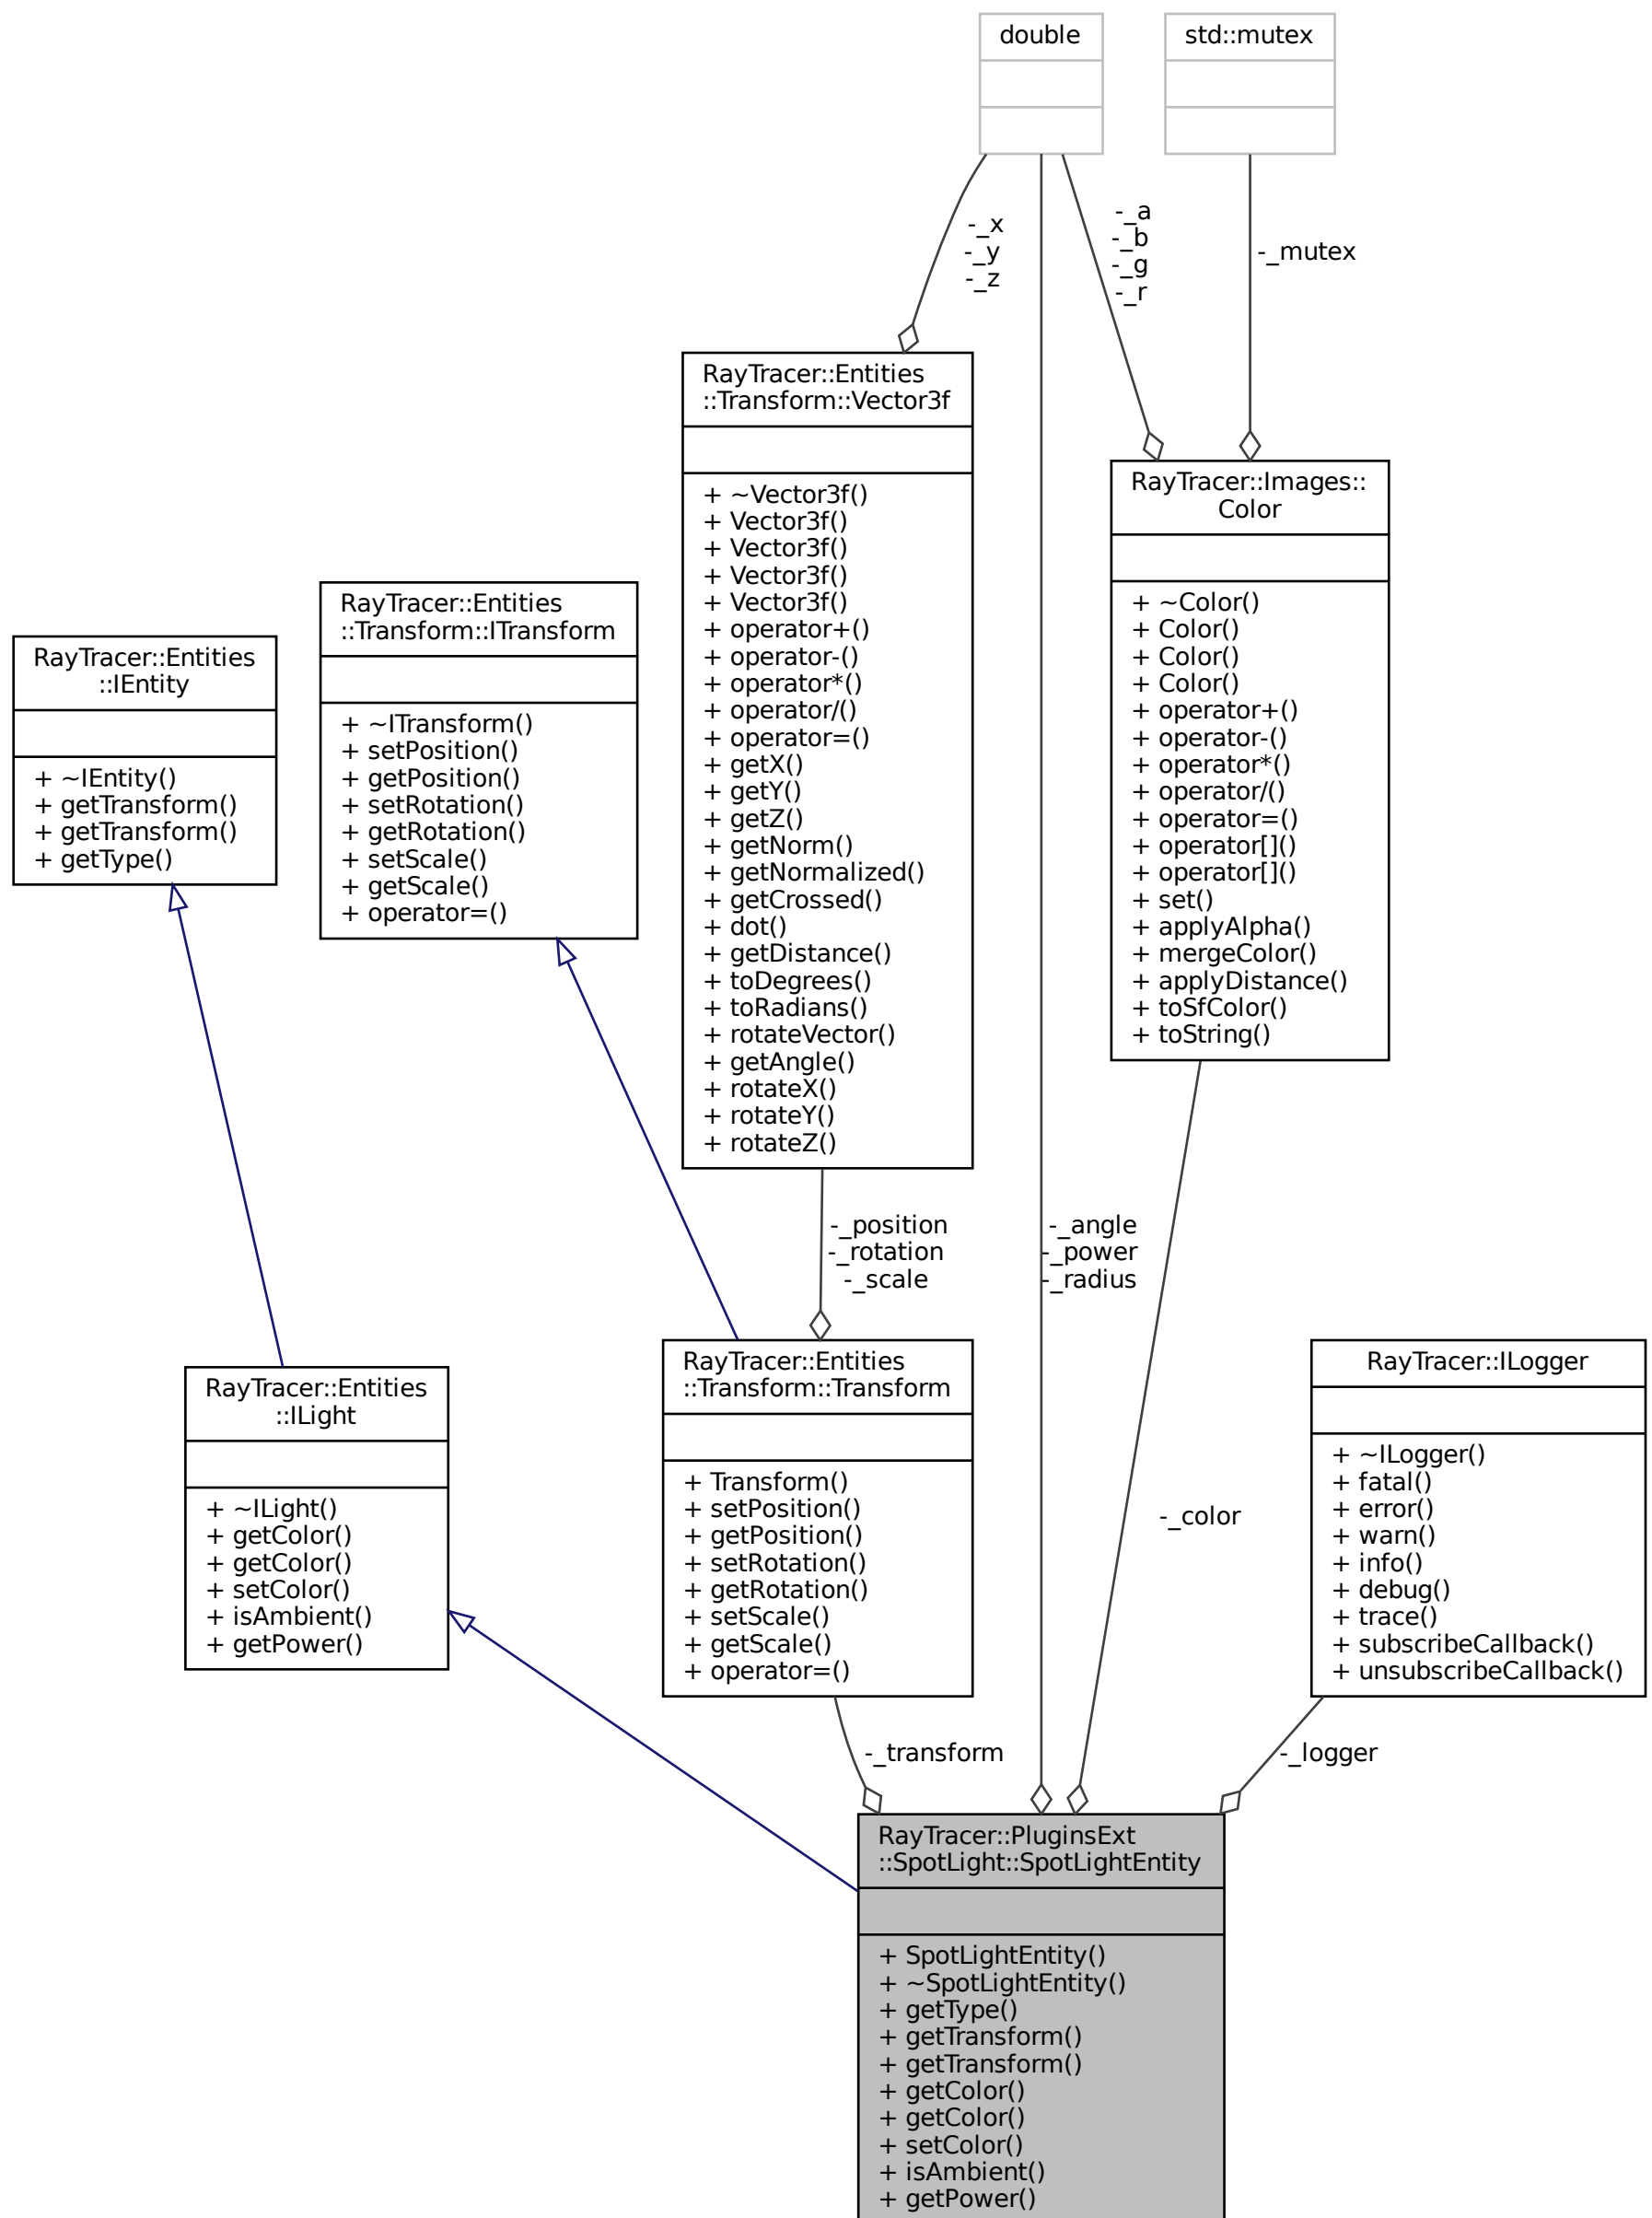 double
std::mutex
-_x
-_y
-_z
-_a
-_b
-_g
-_r
-_mutex
RayTracer::Entities
::Transform::Vector3f
+ ~Vector3f()
+ Vector3f()
+ Vector3f()
+ Vector3f()
+ Vector3f()
+ operator+()
+ operator-()
+ operator*()
+ operator/()
+ operator=()
+ getX()
+ getY()
+ getZ()
+ getNorm()
+ getNormalized()
+ getCrossed()
+ dot()
+ getDistance()
+ toDegrees()
+ toRadians()
+ rotateVector()
+ getAngle()
+ rotateX()
+ rotateY()
+ rotateZ()
RayTracer::Images::
Color
+ ~Color()
+ Color()
+ Color()
+ Color()
+ operator+()
+ operator-()
+ operator*()
+ operator/()
+ operator=()
+ operator[]()
+ operator[]()
+ set()
+ applyAlpha()
+ mergeColor()
+ applyDistance()
+ toSfColor()
+ toString()
RayTracer::Entities
::Transform::ITransform
+ ~ITransform()
+ setPosition()
+ getPosition()
+ setRotation()
+ getRotation()
+ setScale()
+ getScale()
+ operator=()
RayTracer::Entities
::IEntity
+ ~IEntity()
+ getTransform()
+ getTransform()
+ getType()
-_position
-_rotation
-_scale
-_angle
-_power
-_radius
RayTracer::Entities
::ILight
+ ~ILight()
+ getColor()
+ getColor()
+ setColor()
+ isAmbient()
+ getPower()
RayTracer::Entities
::Transform::Transform
+ Transform()
+ setPosition()
+ getPosition()
+ setRotation()
+ getRotation()
+ setScale()
+ getScale()
+ operator=()
-_color
RayTracer::ILogger
+ ~ILogger()
+ fatal()
+ error()
+ warn()
+ info()
+ debug()
+ trace()
+ subscribeCallback()
+ unsubscribeCallback()
-_transform
-_logger
RayTracer::PluginsExt
::SpotLight::SpotLightEntity
+ SpotLightEntity()
+ ~SpotLightEntity()
+ getType()
+ getTransform()
+ getTransform()
+ getColor()
+ getColor()
+ setColor()
+ isAmbient()
+ getPower()